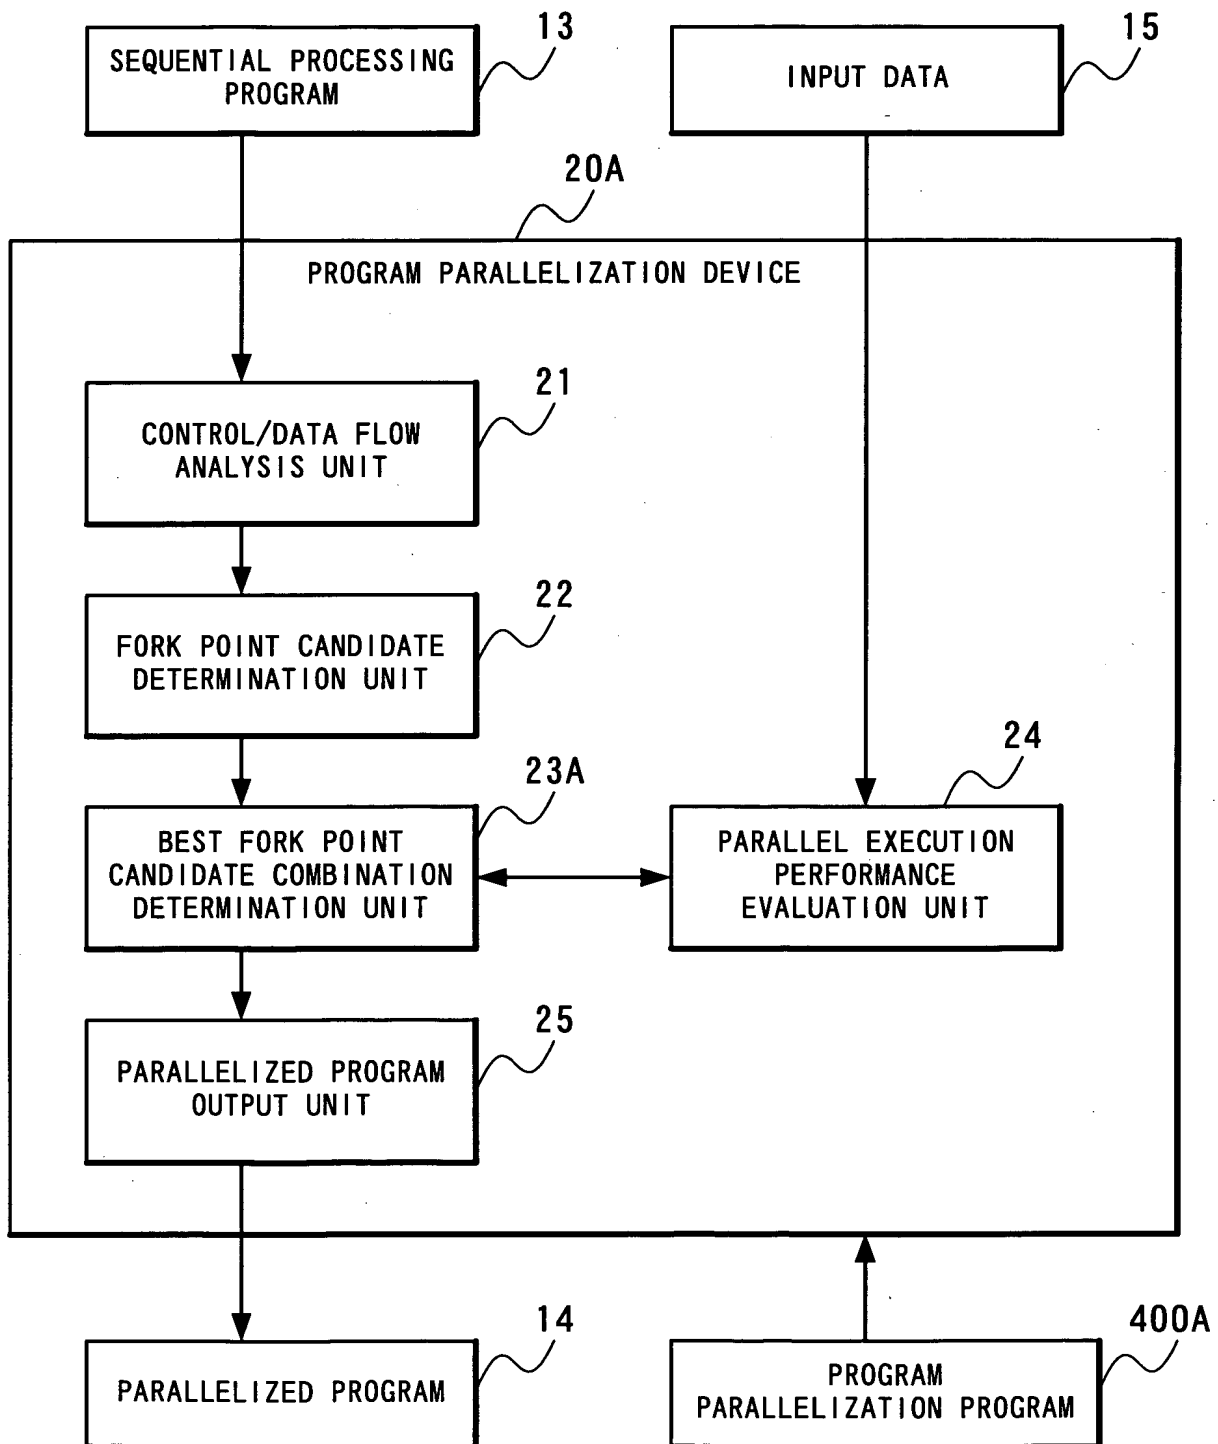 13
SEQUENTIAL PROCESSING
PROGRAM
15
INPUT DATA
20A
PROGRAM PARALLELIZATION DEVICE
21
CONTROL/DATA FLOW
ANALYSIS UNIT
22
FORK POINT CANDIDATE
DETERMINATION UNIT
23A
BEST FORK POINT
CANDIDATE COMBINATION
DETERMINATION UNIT
24
PARALLEL EXECUTION
PERFORMANCE
EVALUATION UNIT
25
PARALLELIZED PROGRAM
OUTPUT UNIT
14
PARALLELIZED PROGRAM
400A
PROGRAM
PARALLELIZATION PROGRAM